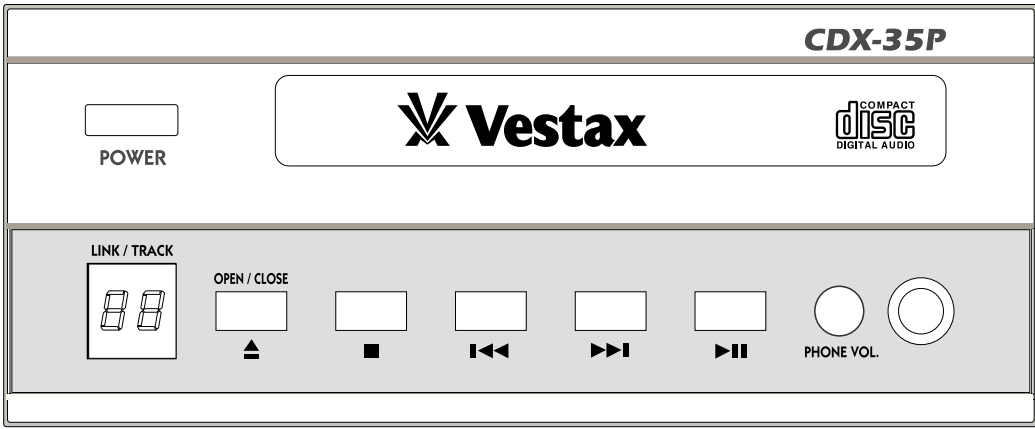 CDX-35P
Vestax
COMPACT
disc
DIGITAL AUDIO
POWER
LINK / TRACK
88
OPEN / CLOSE
PHONE VOL.